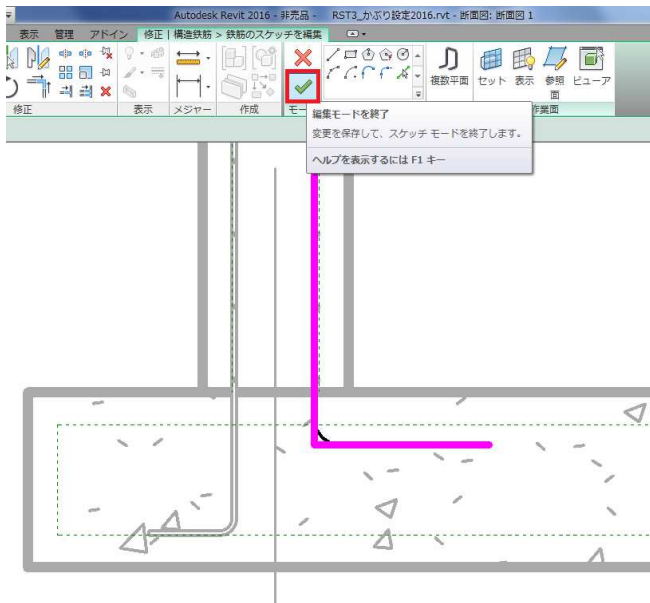 Autodesk Revit 2016 - 非売品 - RST3_かぶり設定2016.rvt - 断面図: 断面図 1
表示 管理 アドイン 修正 | 構造鉄筋 > 鉄筋のスケッチを編集
複数平面 セット 表示 参照面 ビューア
修正 表示 メジャー 作成 モー 作業面
編集モードを終了
変更を保存して、スケッチ モードを終了します。
ヘルプを表示するには F1 キー